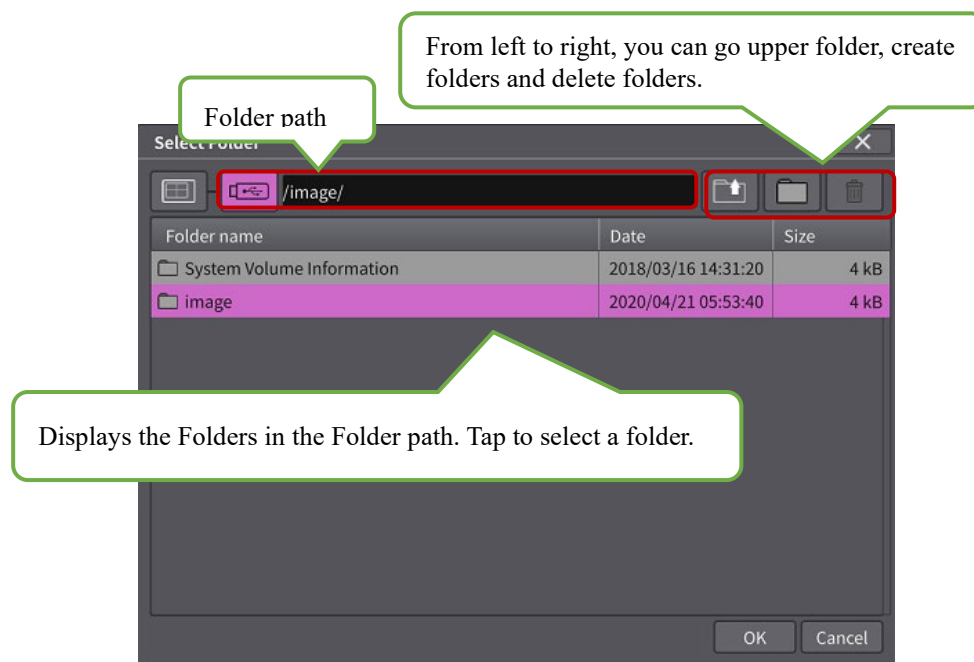 From left to right, you can go upper folder, create
folders and delete folders.
Folder path
Select Folder
/image/
Folder name Date Size
System Volume Information 2018/03/16 14:31:20 4 kB
image 2020/04/21 05:53:40 4 kB
Displays the Folders in the Folder path. Tap to select a folder.
OK Cancel